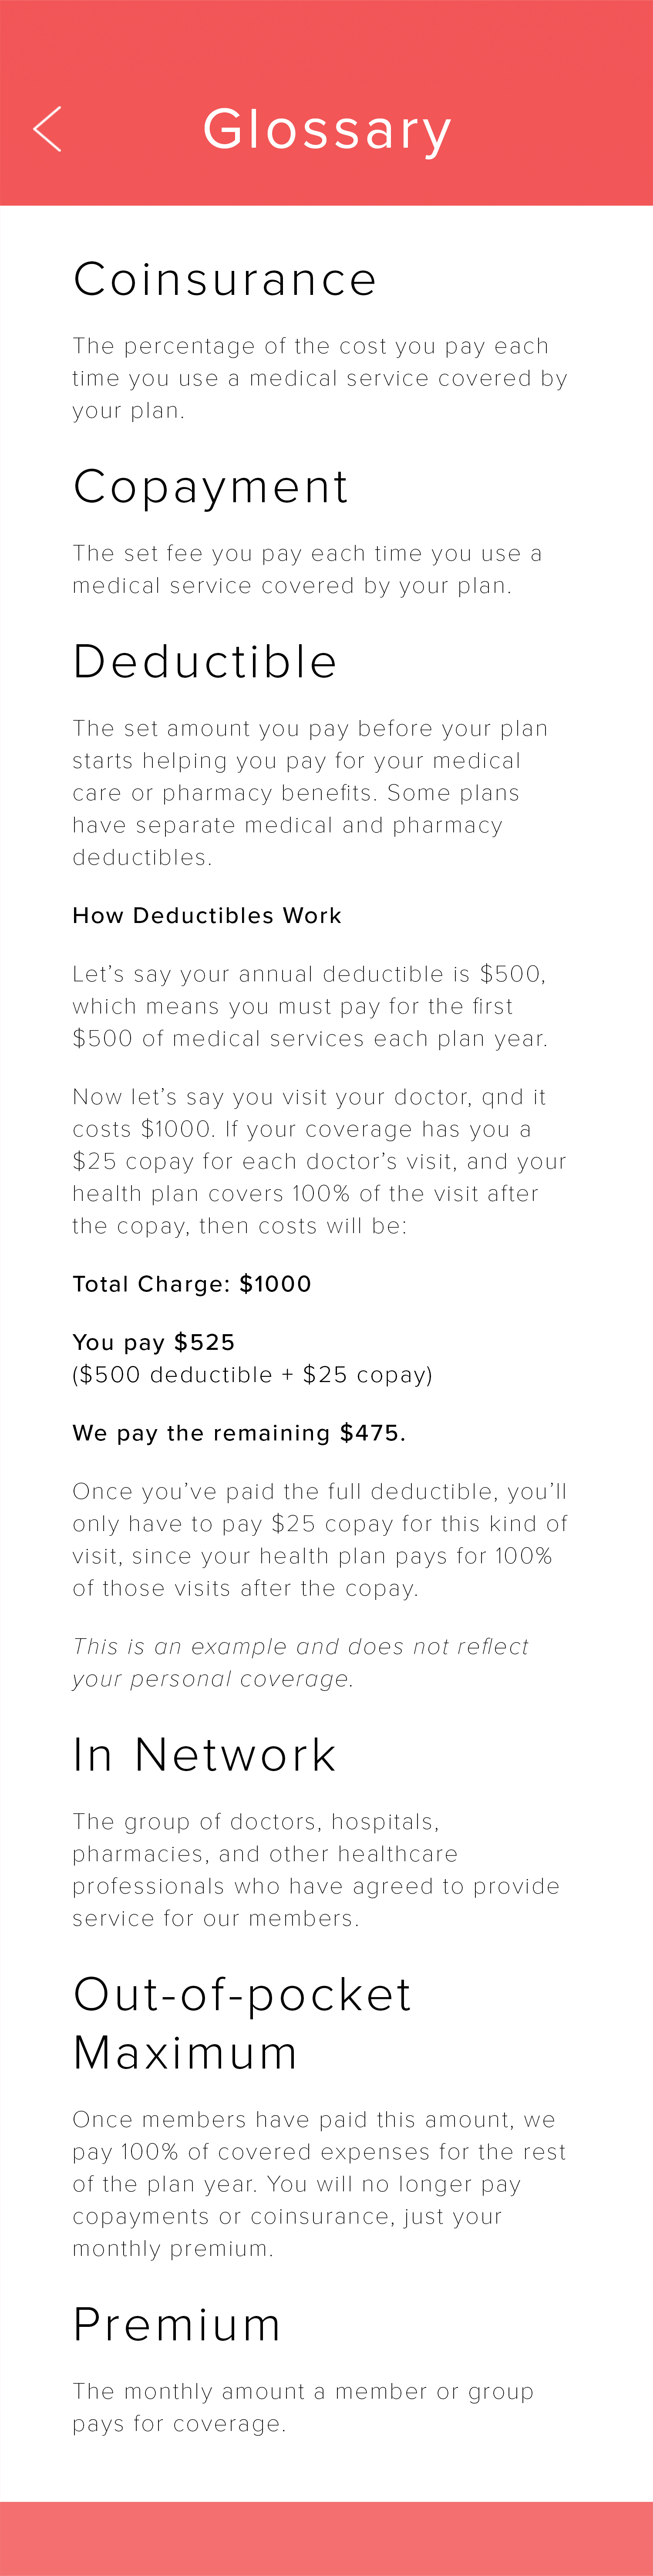 Glossary
Coinsurance
The percentage of the cost you pay each
time you use a medical service covered by
your plan.
Copayment
The set fee you pay each time you use a
medical service covered by your plan.
Deductible
The set amount you pay before your plan
starts helping you pay for your medical
care or pharmacy benefits. Some plans
have separate medical and pharmacy
deductibles.
How Deductibles Work
Let’s say your annual deductible is $500,
which means you must pay for the first
$500 of medical services each plan year.
Now let’s say you visit your doctor, qnd it
costs $1000. If your coverage has you a
$25 copay for each doctor’s visit, and your
health plan covers 100% of the visit after
the copay, then costs will be:
Total Charge: $1000
You pay $525
($500 deductible + $25 copay)
We pay the remaining $475.
Once you’ve paid the full deductible, you’ll
only have to pay $25 copay for this kind of
visit, since your health plan pays for 100%
of those visits after the copay.
This is an example and does not reflect
your personal coverage.
In Network
The group of doctors, hospitals,
pharmacies, and other healthcare
professionals who have agreed to provide
service for our members.
Out-of-pocket
Maximum
Once members have paid this amount, we
pay 100% of covered expenses for the rest
of the plan year. You will no longer pay
copayments or coinsurance, just your
monthly premium.
Premium
The monthly amount a member or group
pays for coverage.